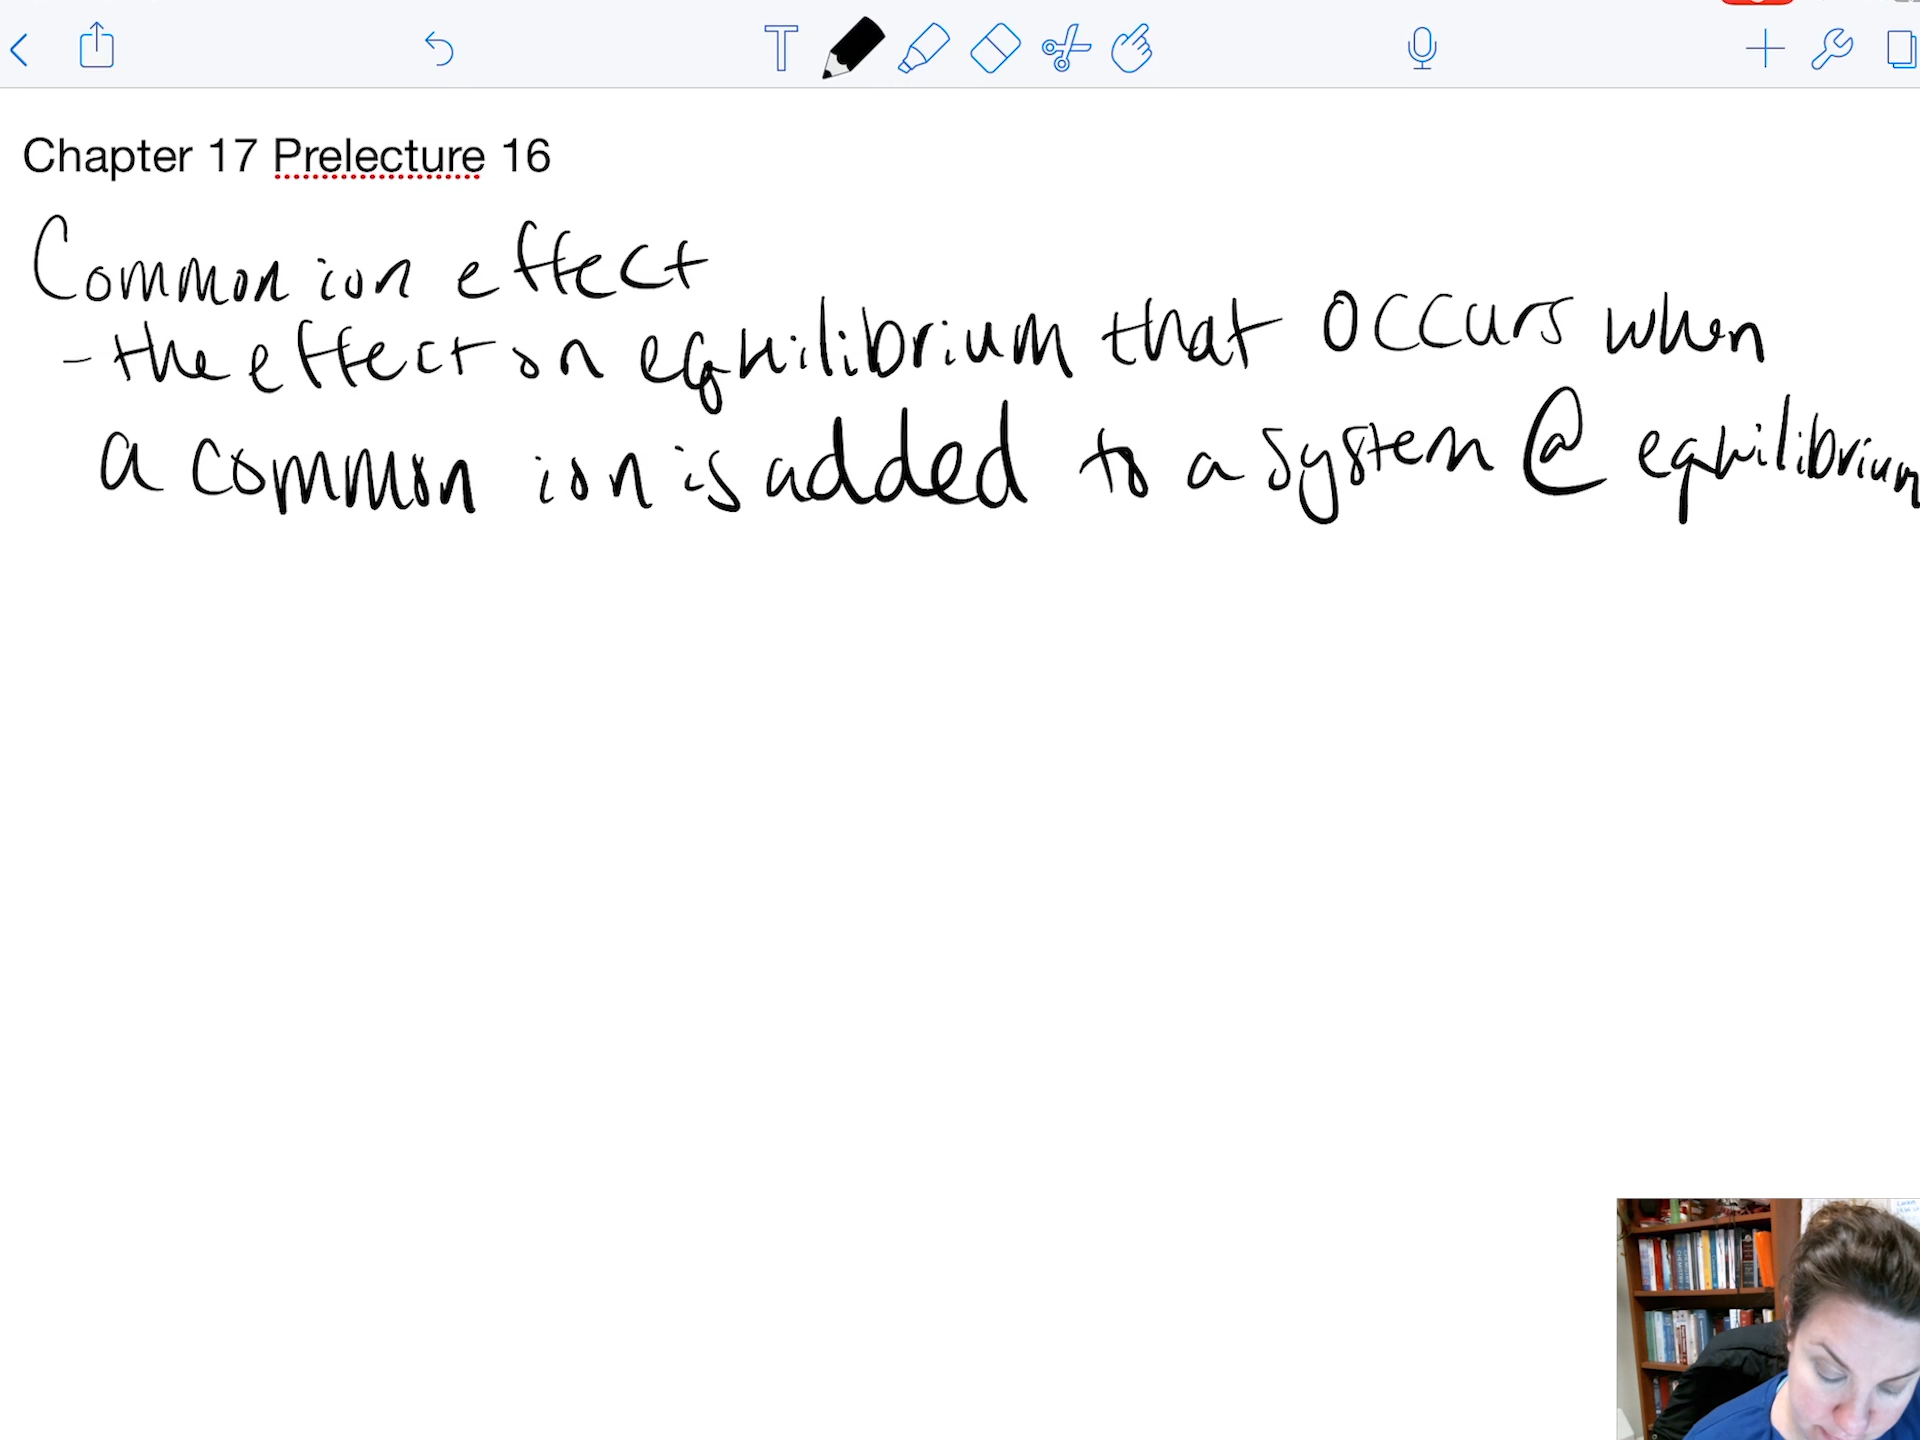 Chapter 17 Prelecture 16
Common ion effect
- the effect on equilibrium that occurs when
a common ion is added to a system @ equilibrium